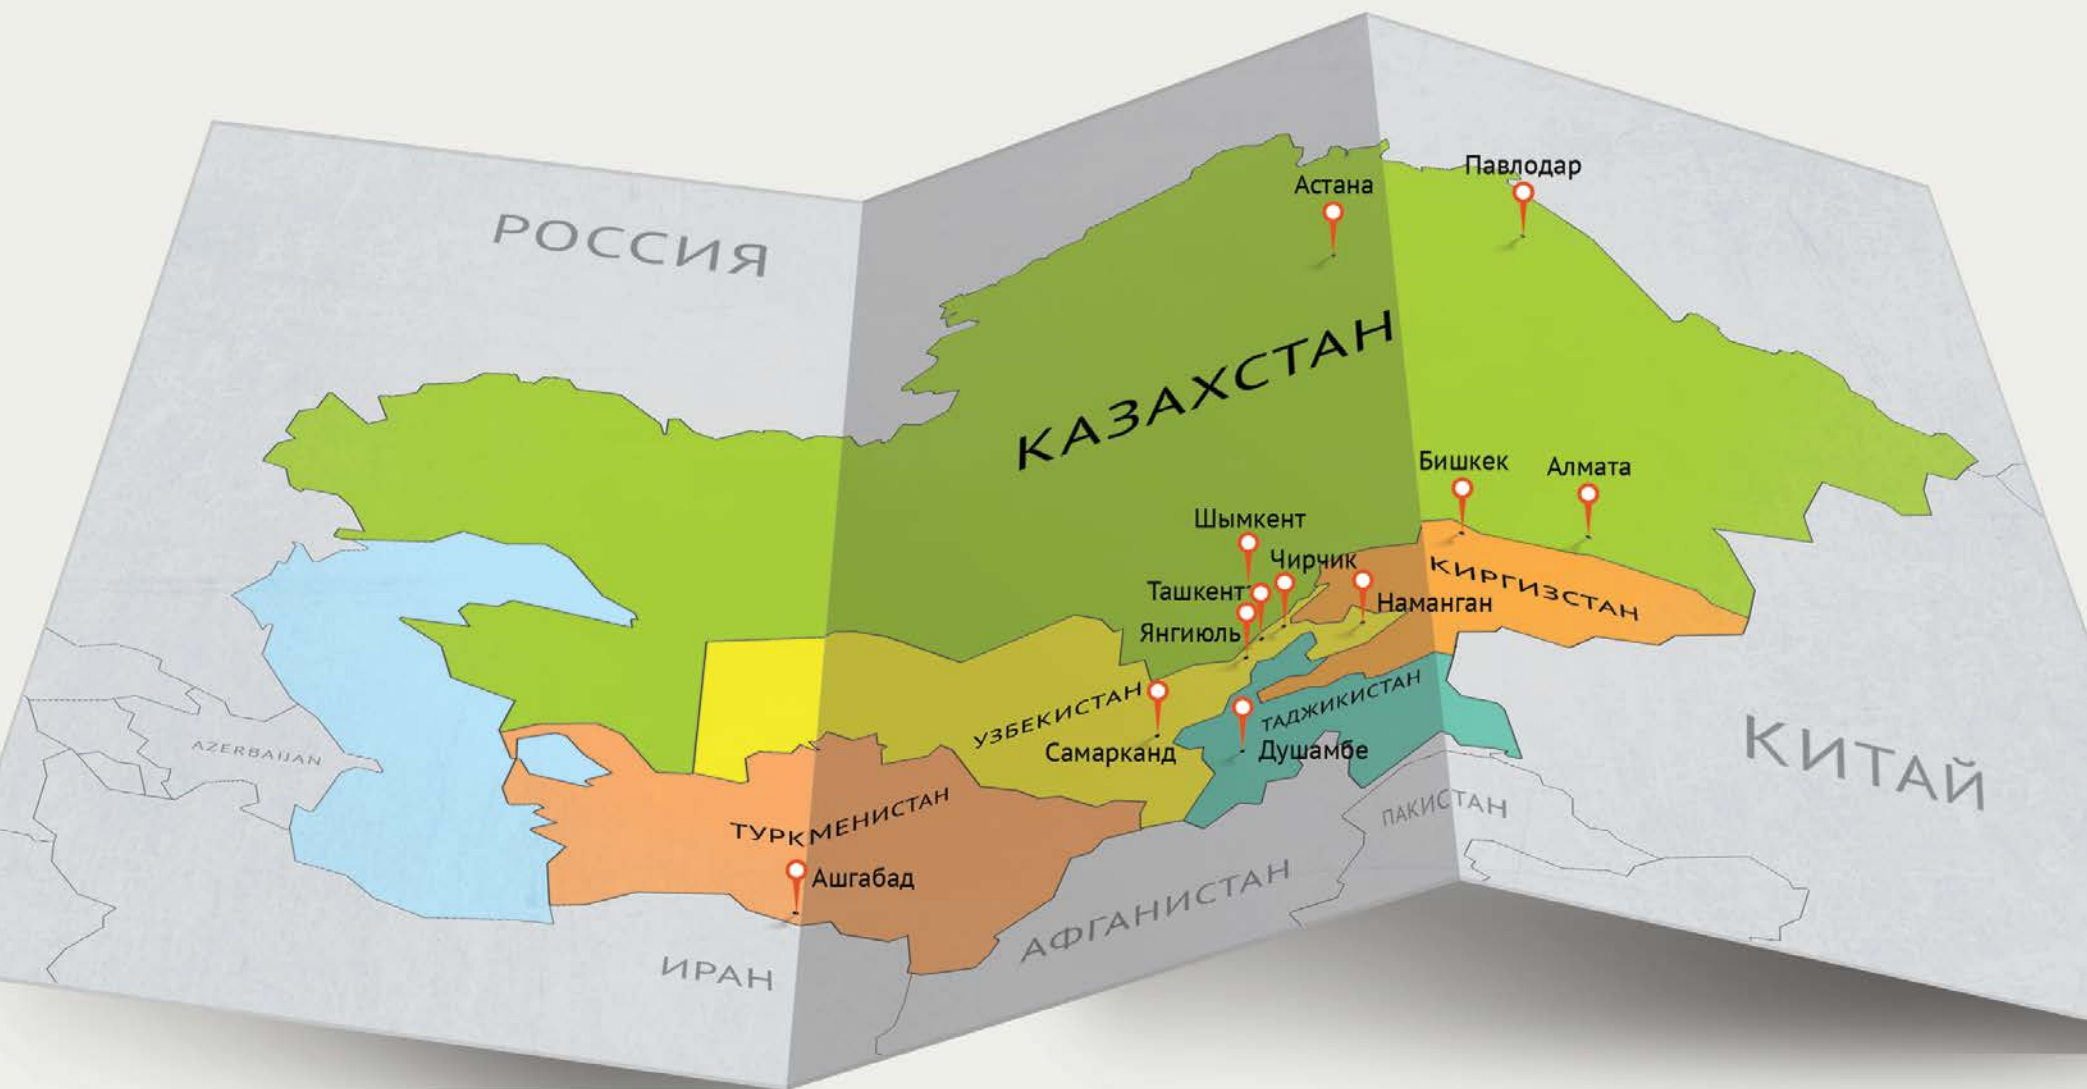 РОССИЯ
Астана
Павлодар
КАЗАХСТАН
Бишкек
Алмата
Шымкент
Чирчик
Ташкент
КИРГИЗСТАН
Наманган
Янгиюль
УЗБЕКИСТАН
ТАДЖИКИСТАН
Самарканд
Душамбе
AZERBAIJAN
КИТАЙ
ТУРКМЕНИСТАН
ПАКИСТАН
Ашгабад
АФГАНИСТАН
ИРАН